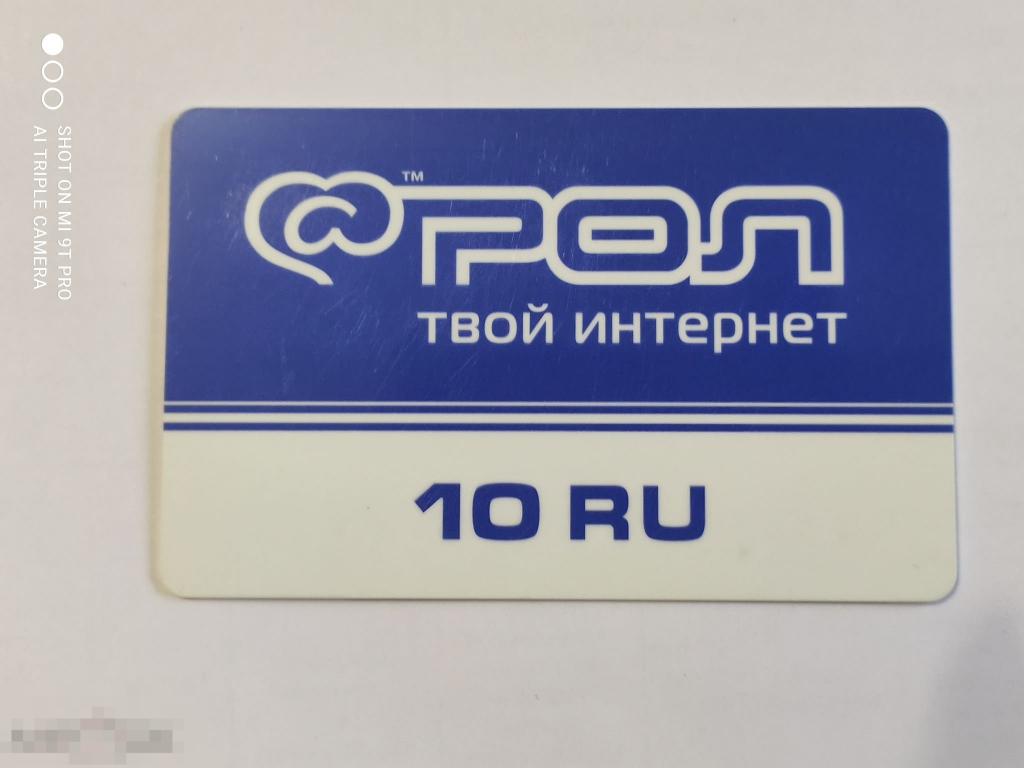 ™
РОЛ
твой интернет
10 RU
SHOT ON MI 9T PRO
AI TRIPLE CAMERA